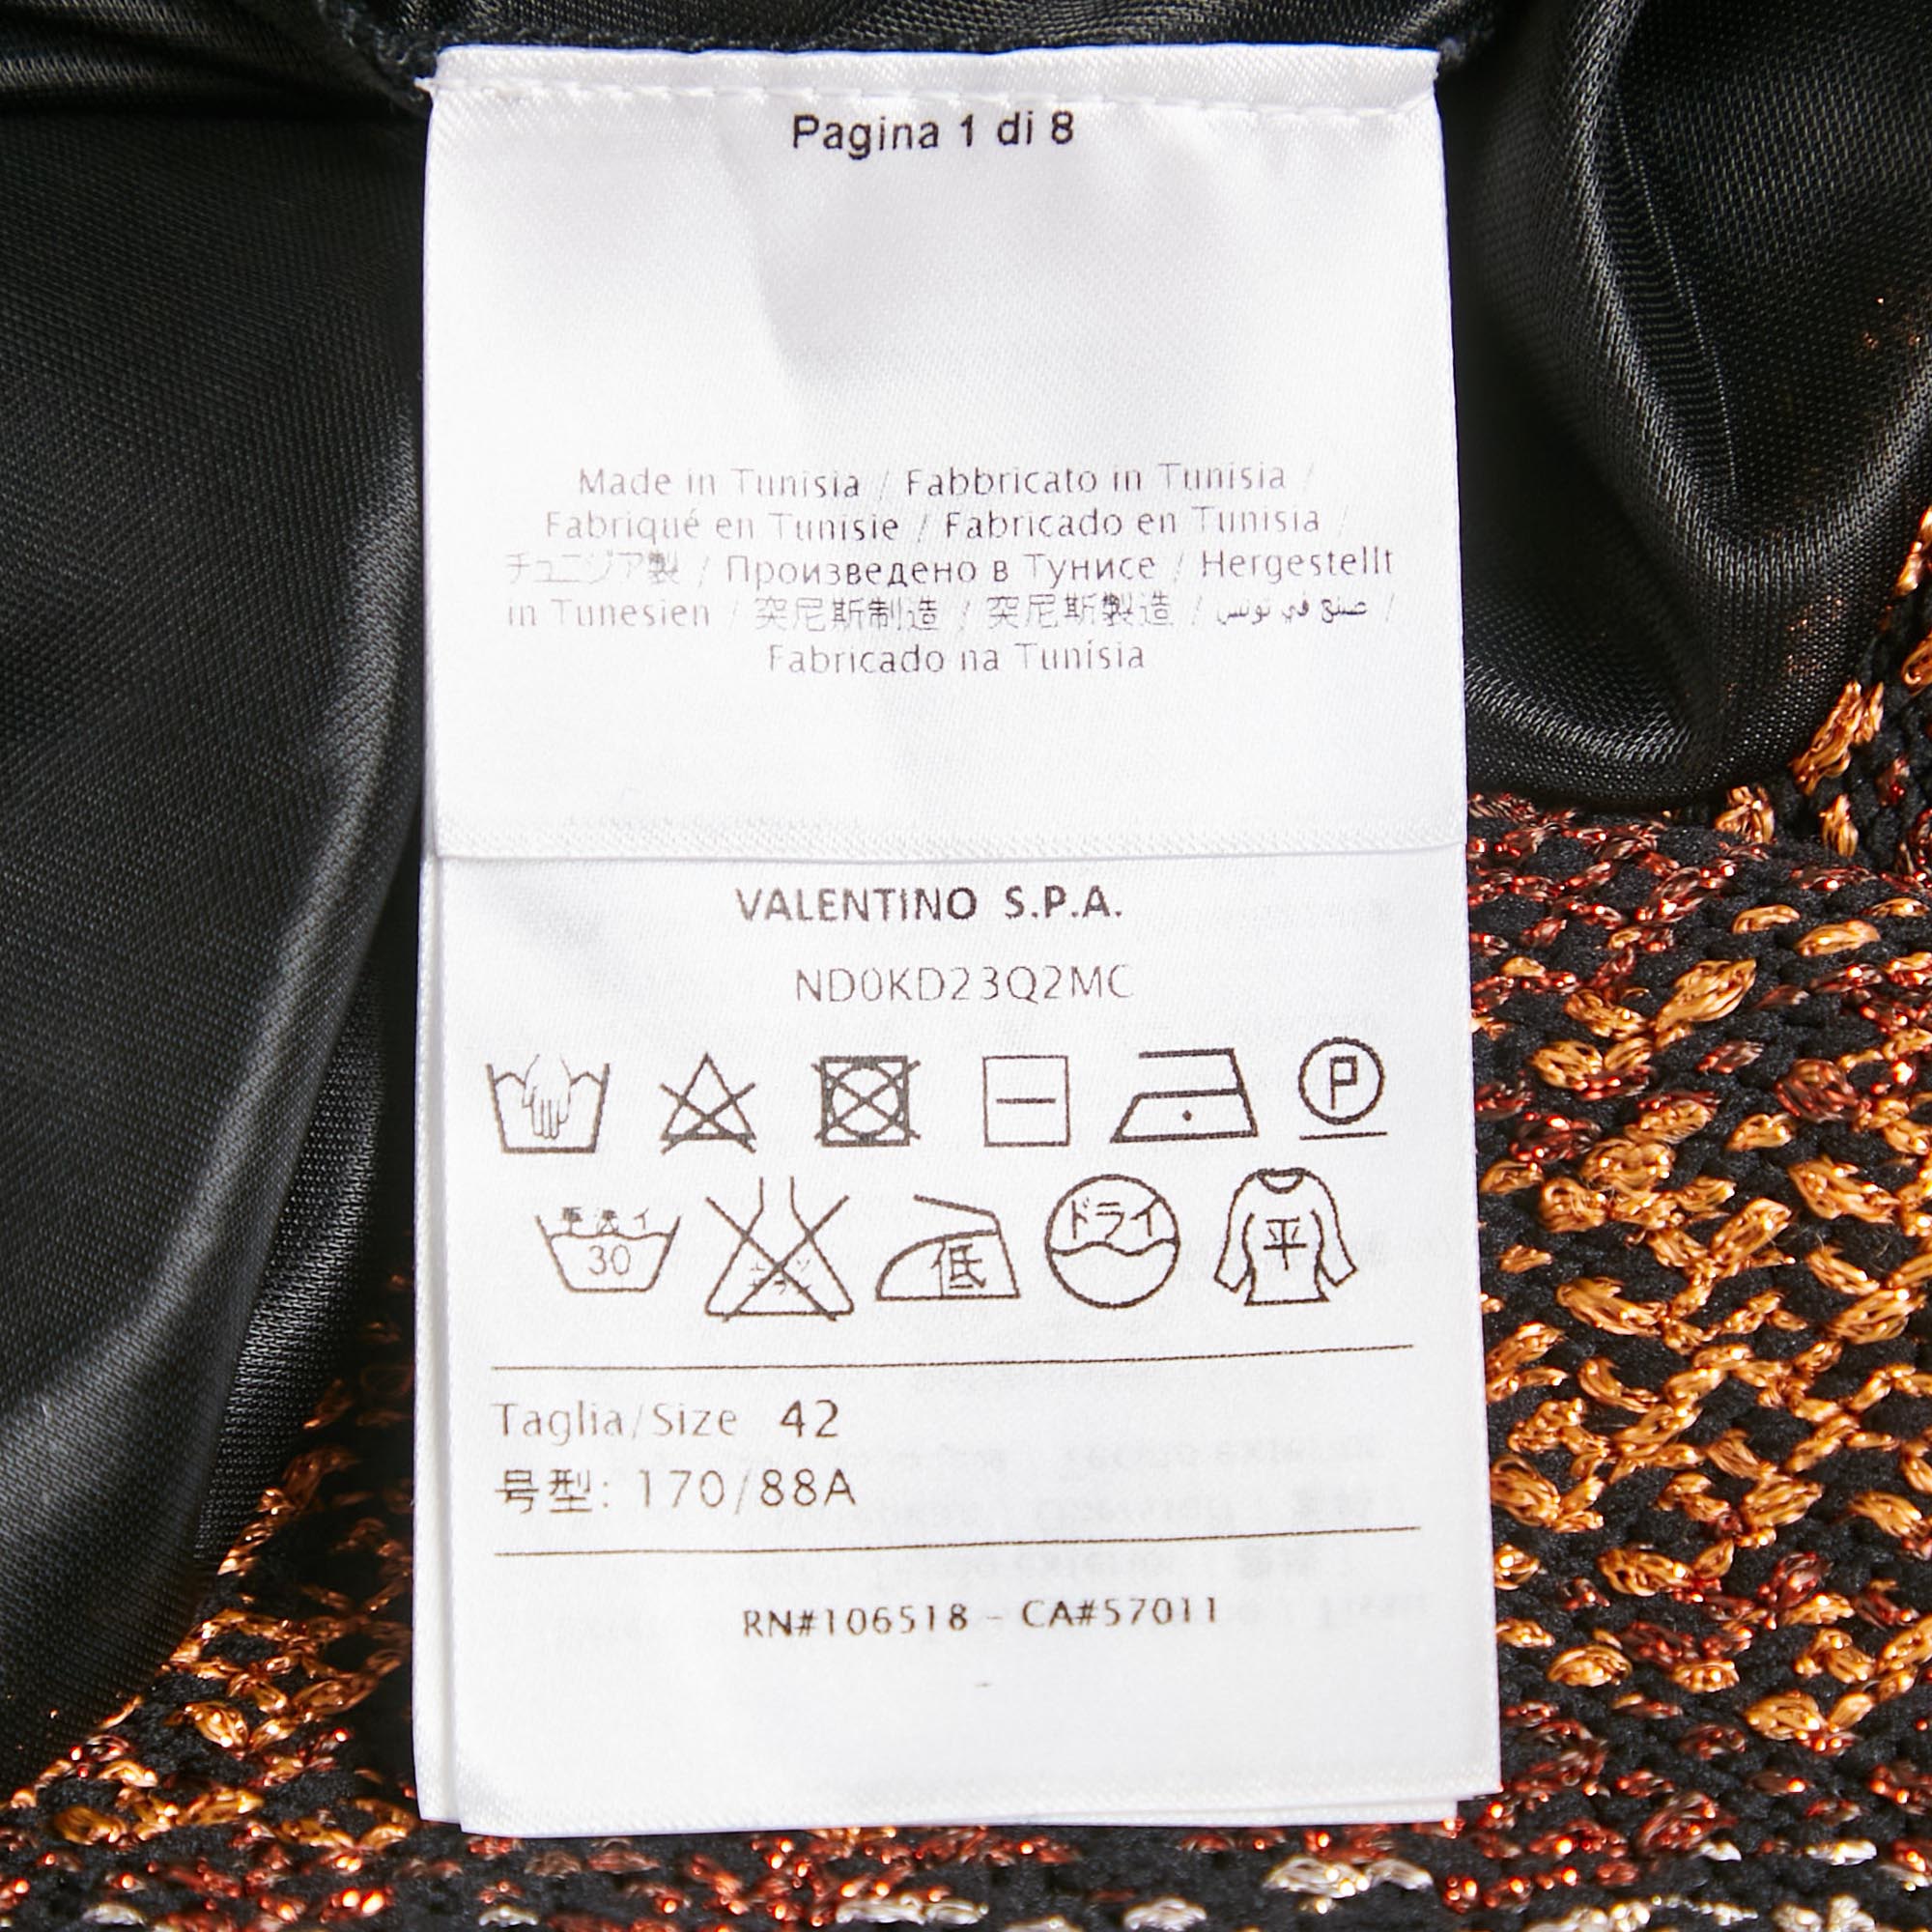 Pagina 1 di 8
Made in Tunisia / Fabbricato in Tunisia /
Fabriqué en Tunisie / Fabricado en Tunisia /
チュニジア製 / Произведено в Тунисе / Hergestellt
in Tunesien / 突尼斯制造 / 突尼斯製造 / صنع في تونس /
Fabricado na Tunísia
VALENTINO S.P.A.
ND0KD23Q2MC
P
30
低
ドライ
平
Taglia/Size 42
号型: 170/88A
RN#106518 - CA#57011